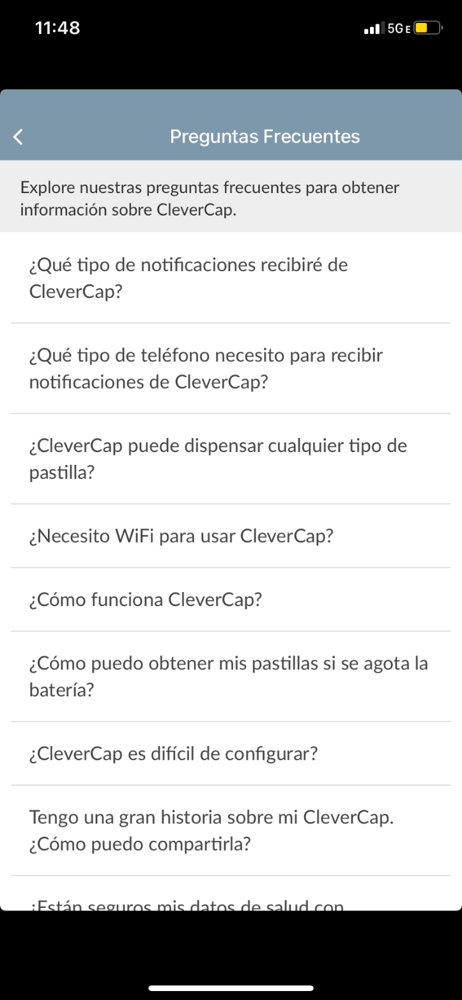 11:48
5GE
Preguntas Frecuentes
Explore nuestras preguntas frecuentes para obtener
información sobre CleverCap.
¿Qué tipo de notificaciones recibiré de
CleverCap?
¿Qué tipo de teléfono necesito para recibir
notificaciones de CleverCap?
¿CleverCap puede dispensar cualquier tipo de
pastilla?
¿Necesito WiFi para usar CleverCap?
¿Cómo funciona CleverCap?
¿Cómo puedo obtener mis pastillas si se agota la
batería?
¿CleverCap es difícil de configurar?
Tengo una gran historia sobre mi CleverCap.
¿Cómo puedo compartirla?
¿Están seguros mis datos de salud con